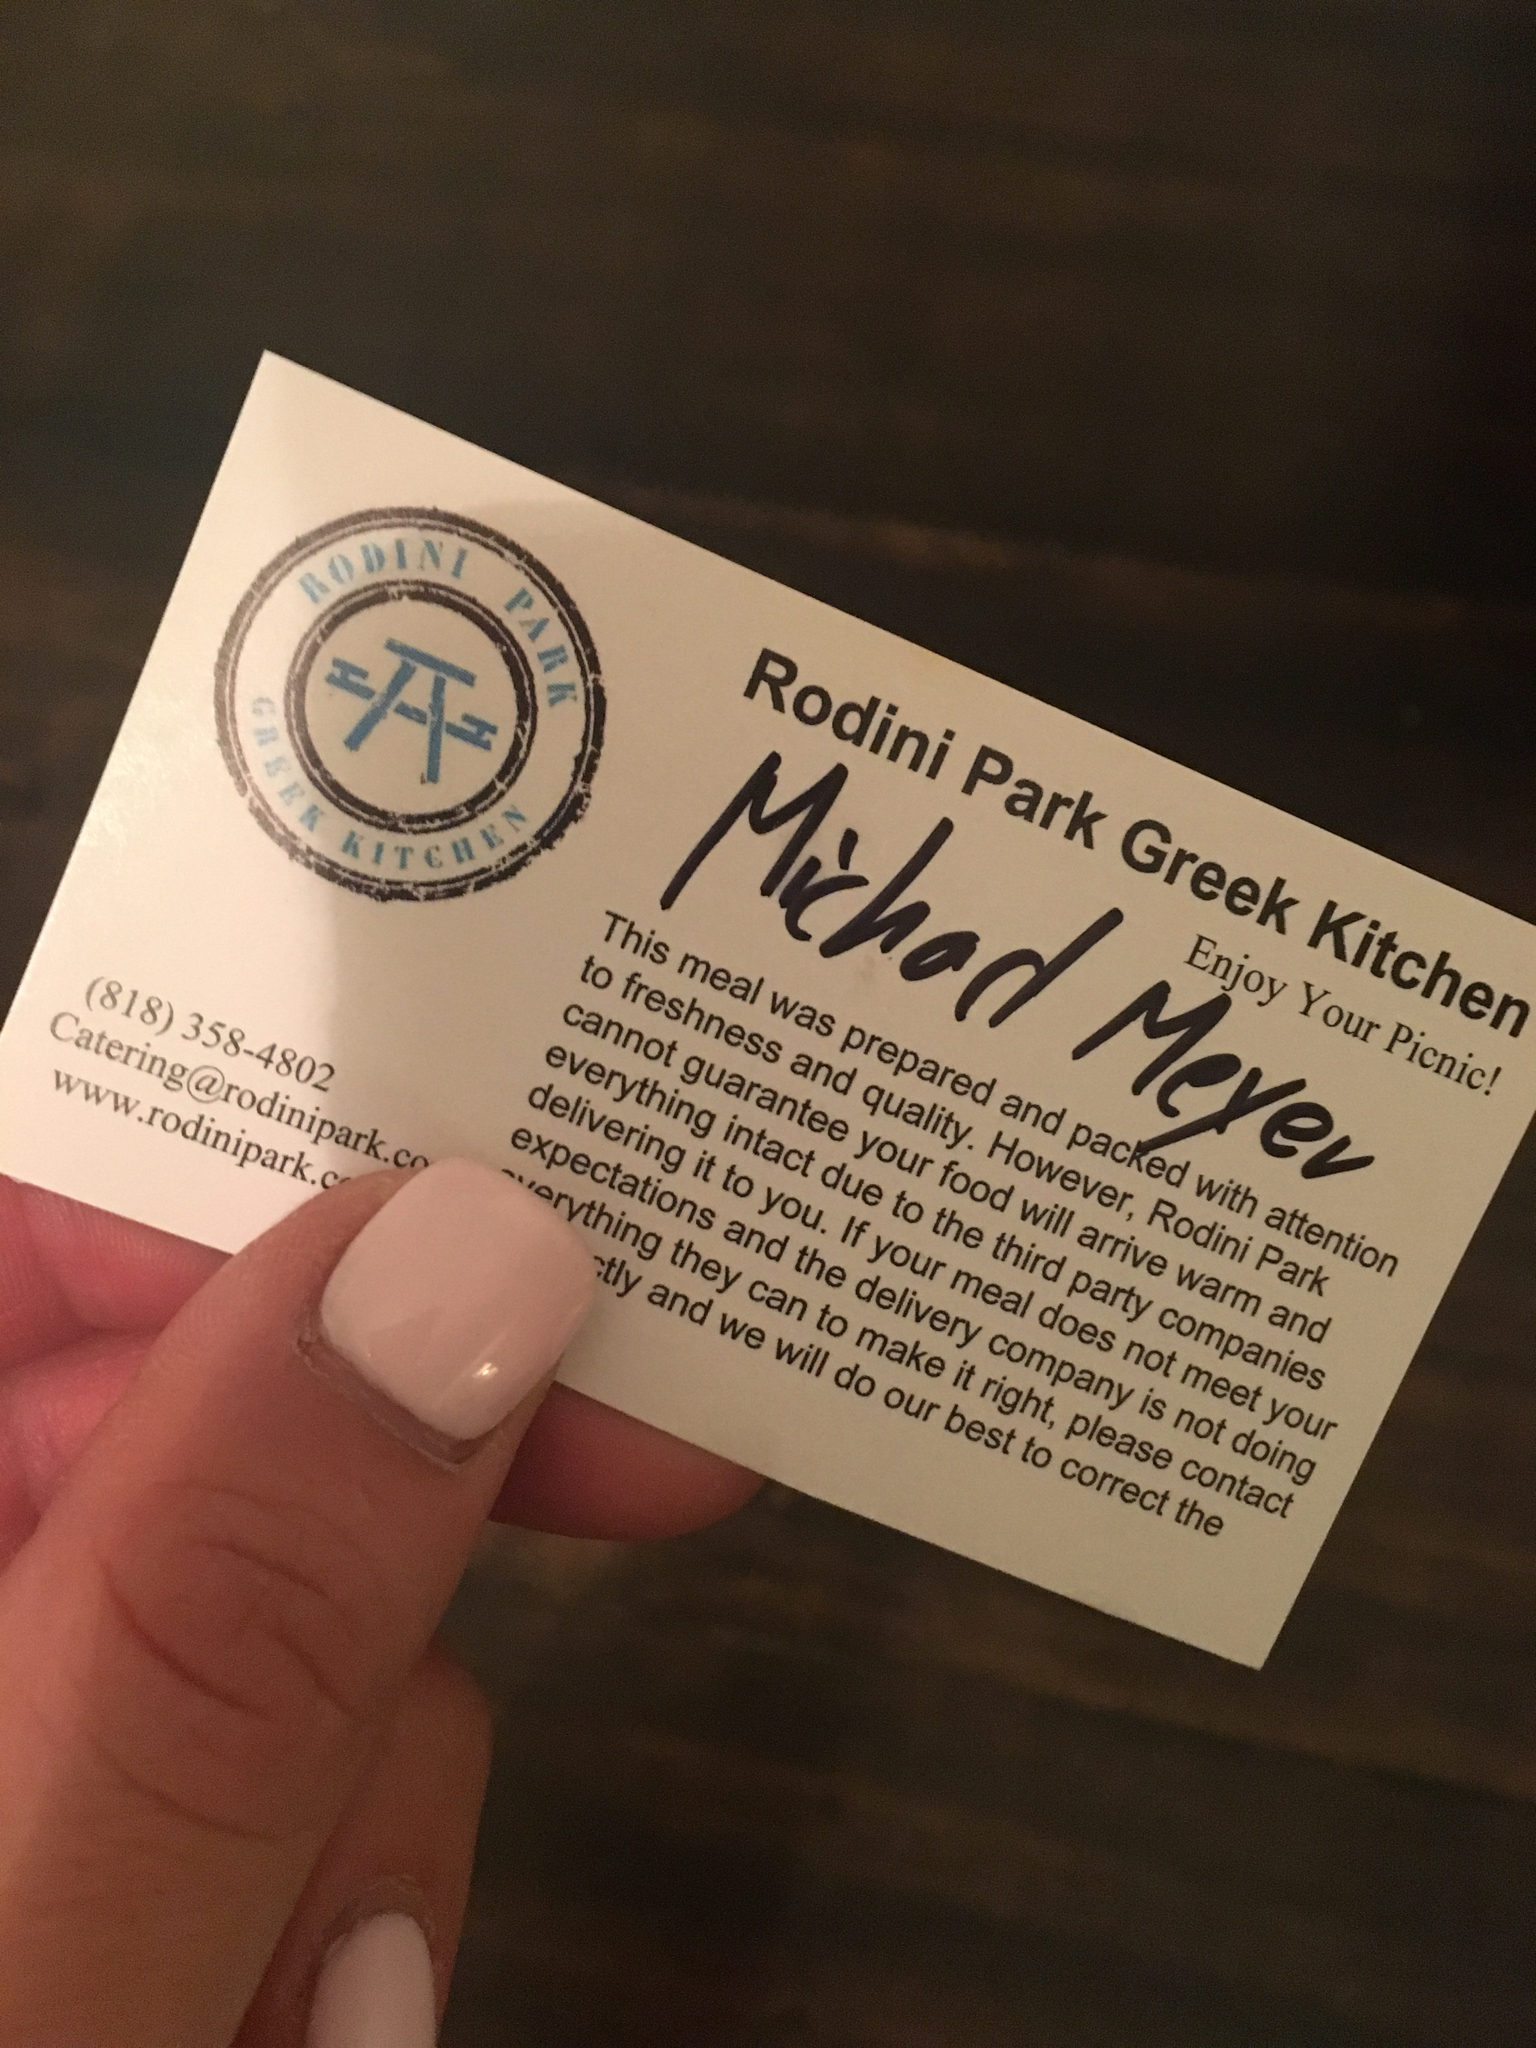 RODINI PARK
GREEK KITCHEN
(818) 358-4802
Catering@rodinipark.co
www.rodinipark.c
Rodini Park Greek Kitchen
Enjoy Your Picnic!
Michael Meyer
This meal was prepared and packed with attention
to freshness and quality. However, Rodini Park
cannot guarantee your food will arrive warm and
everything intact due to the third party companies
delivering it to you. If your meal does not meet your
expectations and the delivery company is not doing
everything they can to make it right, please contact
ctly and we will do our best to correct the